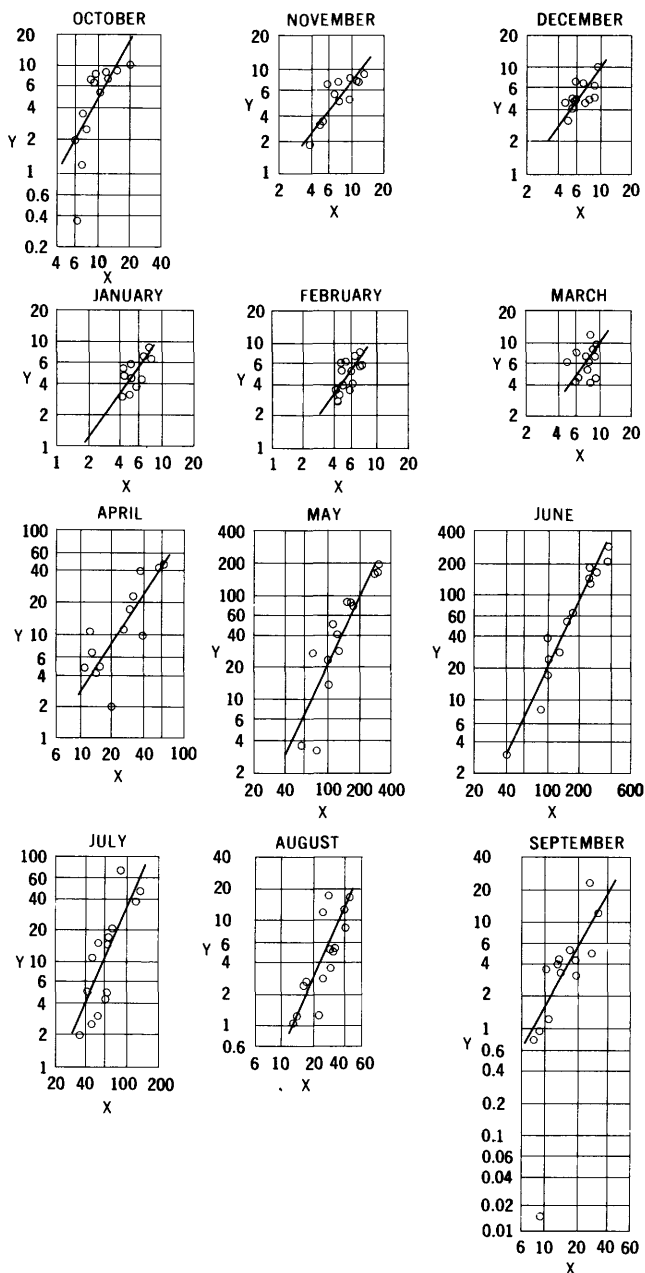 OCTOBER NOVEMBER DECEMBER
20 20 20
10 10 10
6 6
4 4 4
Y Y Y
2 2 2
1 1 1
0.6
0.4
0.2
2 4 6 10 20 2 4 6 10 20
X X
4 6 10 20 40
X
JANUARY FEBRUARY MARCH
20 20 20
10 10 10
6 6 6
Y Y Y
4 4 4
2 2 2
1 1 1
1 2 4 6 10 20 1 2 4 6 10 20 2 4 6 10 20
X X X
APRIL MAY JUNE
100 400 400
60
40 200 200
20 100 100
60 60
Y 10 40 40
Y Y
6 20 20
4
10 10
2 6 6
4 4
1 2 2
6 10 20 40 100 20 40 100 200 400 20 40 100 200 600
X X X
JULY AUGUST SEPTEMBER
100 40 40
60
40 20 20
20 10 10
Y 10 Y 6 6
4 4
6
4 2 2
2 1 1
Y
1 0.6 0.6
20 40 100 200 6 10 20 40 60 0.4
X X
0.2
0.1
0.06
0.04
0.02
0.01
6 10 20 40 60
X